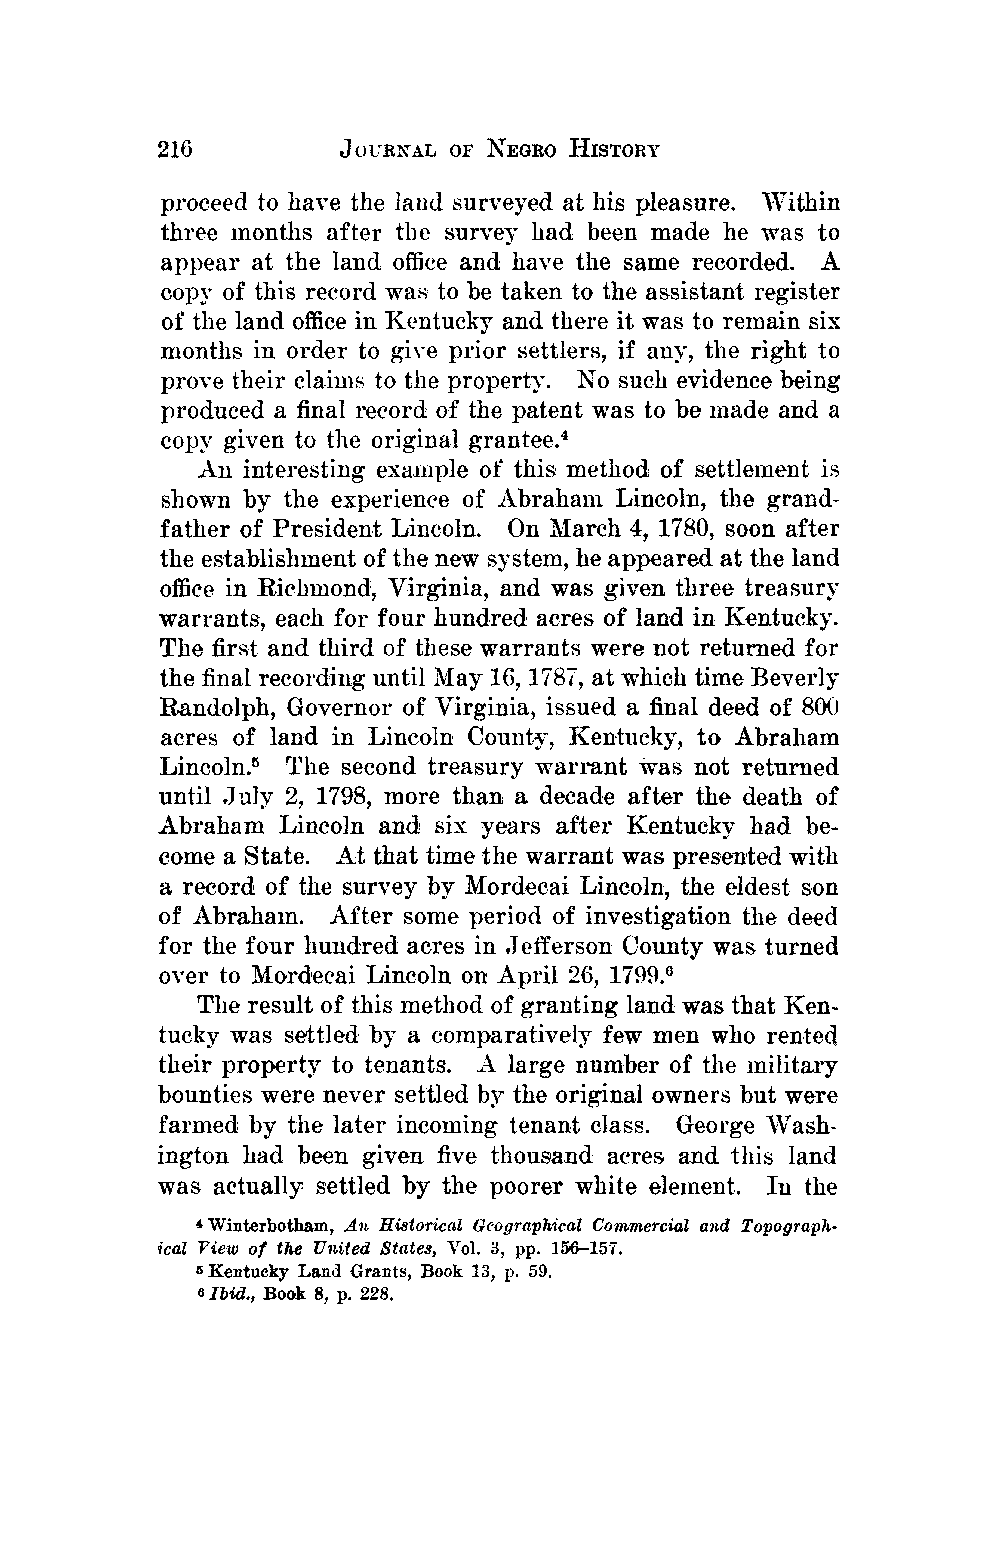 216 JOURNAL OF NEGRO HISTORY
proceed to have the land surveyed at his pleasure. Within
three months after the survey had been made he was to
appear at the land office and have the same recorded. A
copy of this record was to be taken to the assistant register
of the land office in Kentucky and there it was to remain six
months in order to give prior settlers, if any, the right to
prove their claims to the property. No such evidence being
produced a final record of the patent was to be made and a
copy given to the original grantee.⁴
An interesting example of this method of settlement is
shown by the experience of Abraham Lincoln, the grand-
father of President Lincoln. On March 4, 1780, soon after
the establishment of the new system, he appeared at the land
office in Richmond, Virginia, and was given three treasury
warrants, each for four hundred acres of land in Kentucky.
The first and third of these warrants were not returned for
the final recording until May 16, 1787, at which time Beverly
Randolph, Governor of Virginia, issued a final deed of 800
acres of land in Lincoln County, Kentucky, to Abraham
Lincoln.⁵ The second treasury warrant was not returned
until July 2, 1798, more than a decade after the death of
Abraham Lincoln and six years after Kentucky had be-
come a State. At that time the warrant was presented with
a record of the survey by Mordecai Lincoln, the eldest son
of Abraham. After some period of investigation the deed
for the four hundred acres in Jefferson County was turned
over to Mordecai Lincoln on April 26, 1799.⁶
The result of this method of granting land was that Ken-
tucky was settled by a comparatively few men who rented
their property to tenants. A large number of the military
bounties were never settled by the original owners but were
farmed by the later incoming tenant class. George Wash-
ington had been given five thousand acres and this land
was actually settled by the poorer white element. In the
⁴ Winterbotham, An Historical Geographical Commercial and Topograph-
ical View of the United States, Vol. 3, pp. 156–157.
⁵ Kentucky Land Grants, Book 13, p. 59.
⁶ Ibid., Book 8, p. 228.